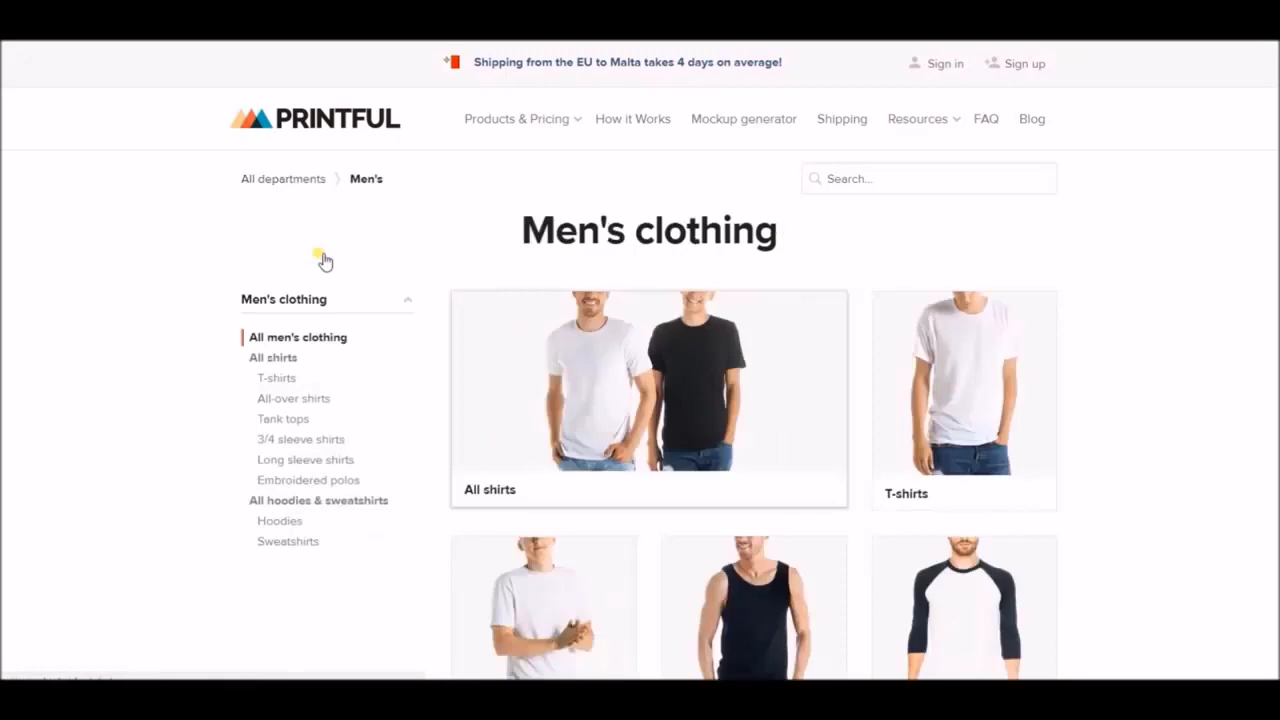 Shipping from the EU to Malta takes 4 days on average!
Sign in
Sign up
PRINTFUL
Products & Pricing
How it Works
Mockup generator
Shipping
Resources
FAQ
Blog
All departments
Men's
Search...
Men's clothing
Men's clothing
All men's clothing
All shirts
T-shirts
All-over shirts
Tank tops
3/4 sleeve shirts
Long sleeve shirts
Embroidered polos
All hoodies & sweatshirts
Hoodies
Sweatshirts
All shirts
T-shirts